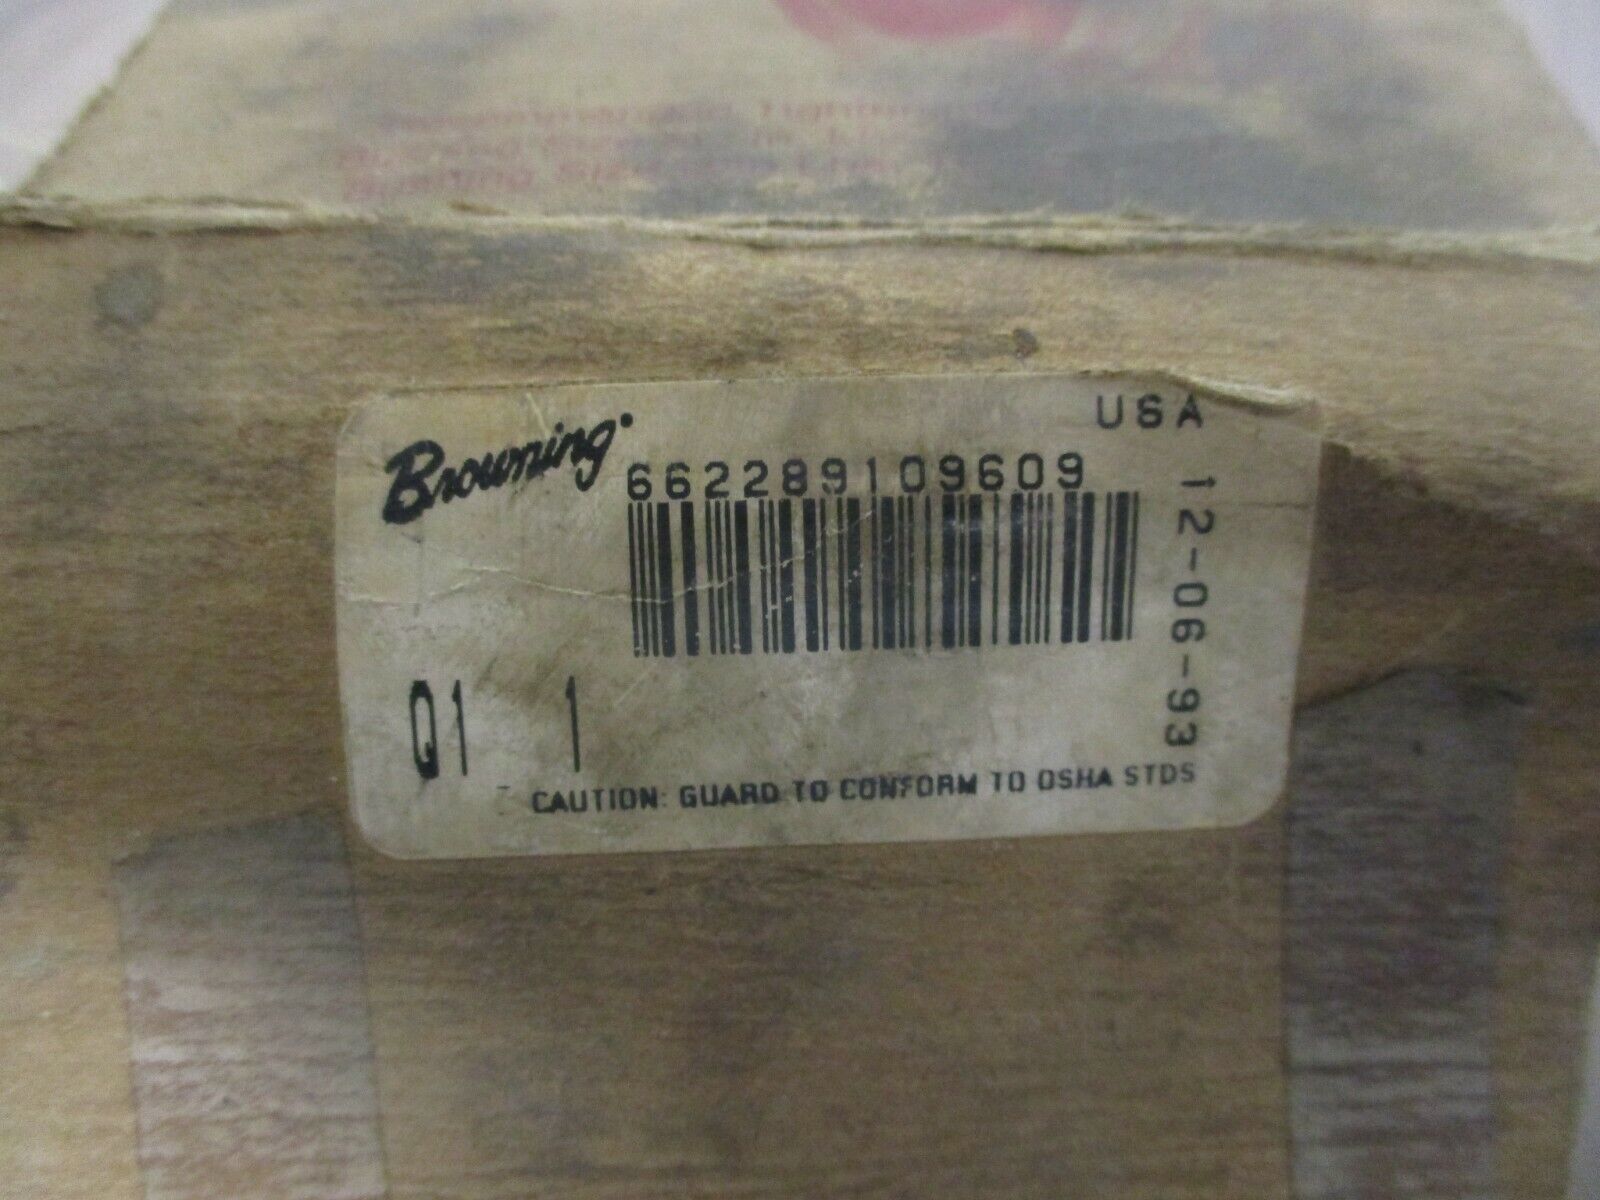 Browning
USA
662289109609
12-06-93
Q1 1
CAUTION: GUARD TO CONFORM TO OSHA STDS